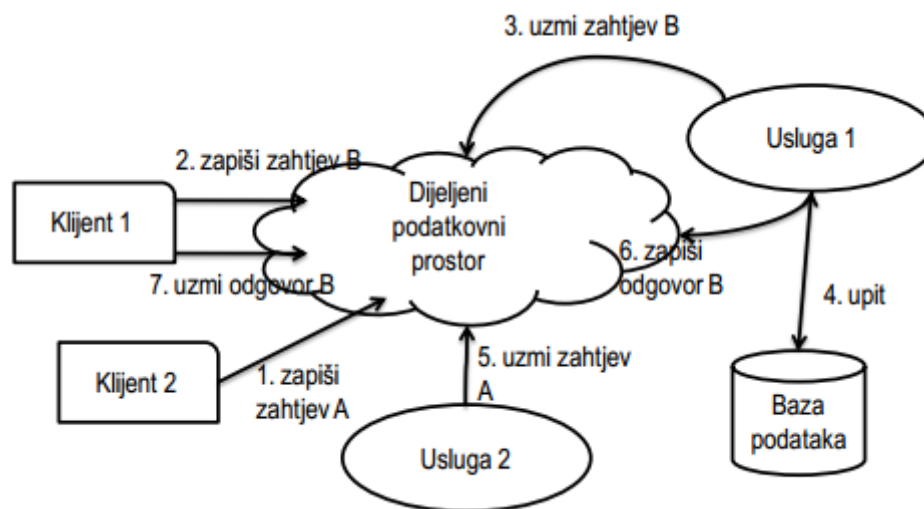 3. uzmi zahtjev B
Usluga 1
2. zapiši zahtjev B
Klijent 1
Dijeljeni
podatkovni
prostor
6. zapiši
odgovor B
7. uzmi odgovor B
4. upit
Klijent 2
1. zapiši
zahtjev A
5. uzmi zahtjev
A
Usluga 2
Baza
podataka